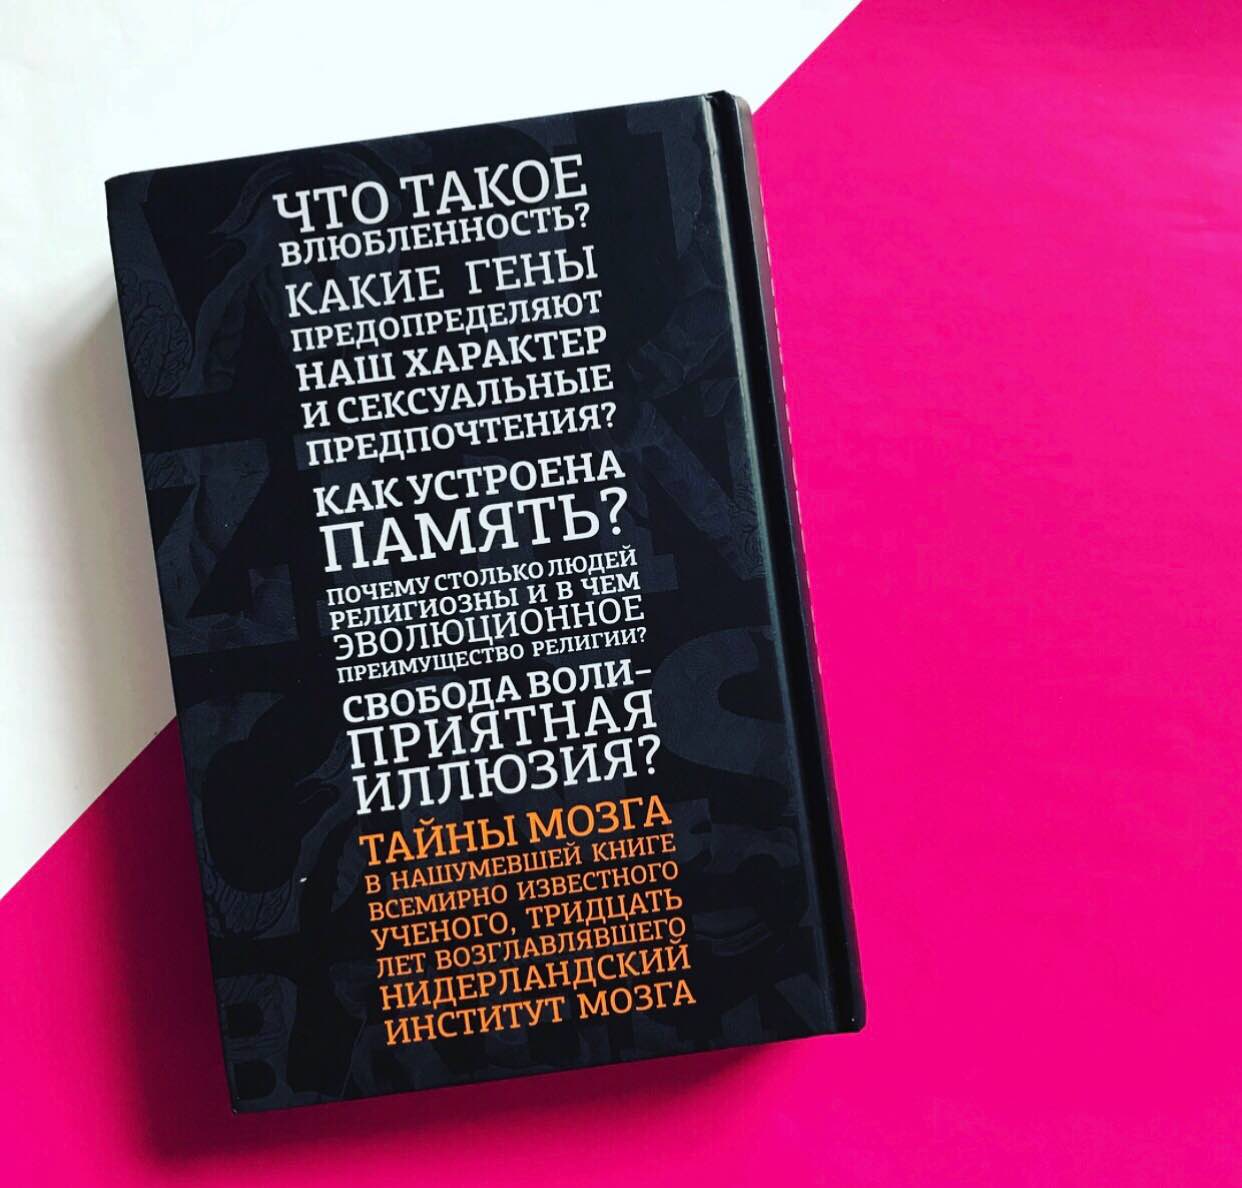 ЧТО ТАКОЕ
ВЛЮБЛЕННОСТЬ?
КАКИЕ ГЕНЫ
ПРЕДОПРЕДЕЛЯЮТ
НАШ ХАРАКТЕР
И СЕКСУАЛЬНЫЕ
ПРЕДПОЧТЕНИЯ?
КАК УСТРОЕНА
ПАМЯТЬ?
ПОЧЕМУ СТОЛЬКО ЛЮДЕЙ
РЕЛИГИОЗНЫ И В ЧЕМ
ЭВОЛЮЦИОННОЕ
ПРЕИМУЩЕСТВО РЕЛИГИИ?
СВОБОДА ВОЛИ–
ПРИЯТНАЯ
ИЛЛЮЗИЯ?
ТАЙНЫ МОЗГА
В НАШУМЕВШЕЙ КНИГЕ
ВСЕМИРНО ИЗВЕСТНОГО
УЧЕНОГО, ТРИДЦАТЬ
ЛЕТ ВОЗГЛАВЛЯВШЕГО
НИДЕРЛАНДСКИЙ
ИНСТИТУТ МОЗГА